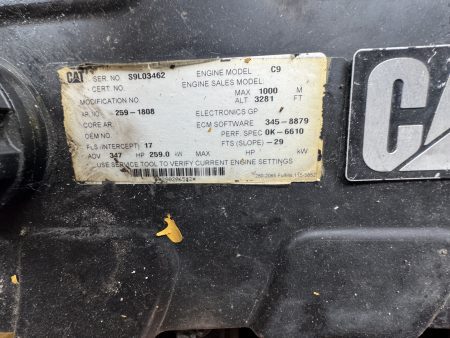 CAT SER. NO. S9L03462 ENGINE MODEL C9
CERT. NO. ENGINE SALES MODEL:
MODIFICATION NO. MAX 1000 M
ALT 3281 FT
AR. NO. 259-1808 ELECTRONICS GP
CORE AR. ECM SOFTWARE 345-8879
OEM NO PERF. SPEC 0K-6610
FLS (INTERCEPT) 17 FTS (SLOPE) -29
ADV 347 HP 259.0 kW MAX HP kW
USE SERVICE TOOL TO VERIFY CURRENT ENGINE SETTINGS
CAT